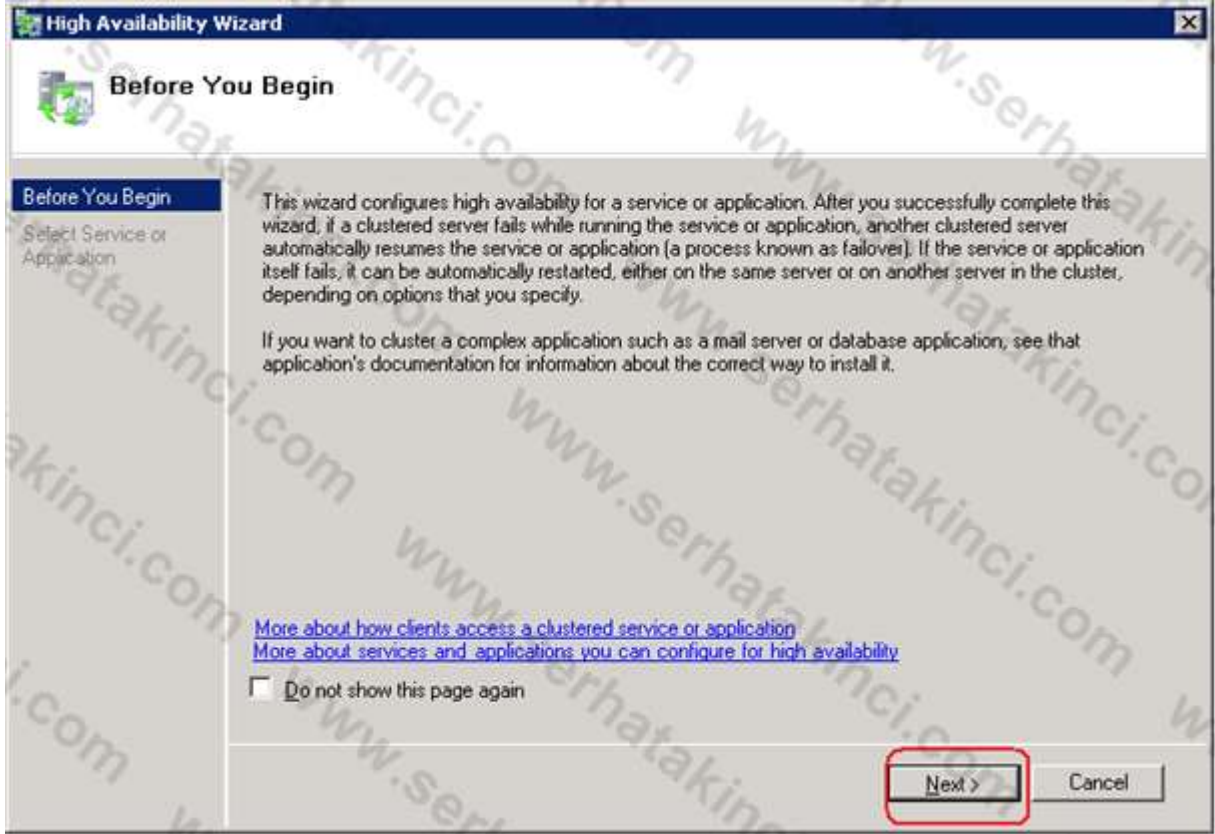 High Availability Wizard
Before You Begin
Before You Begin
Select Service or
Application
This wizard configures high availability for a service or application. After you successfully complete this
wizard, if a clustered server fails while running the service or application, another clustered server
automatically resumes the service or application (a process known as failover). If the service or application
itself fails, it can be automatically restarted, either on the same server or on another server in the cluster,
depending on options that you specify.
If you want to cluster a complex application such as a mail server or database application, see that
application's documentation for information about the correct way to install it.
More about how clients access a clustered service or application
More about services and applications you can configure for high availability
Do not show this page again
Next >
Cancel
www.serhatakinci.com